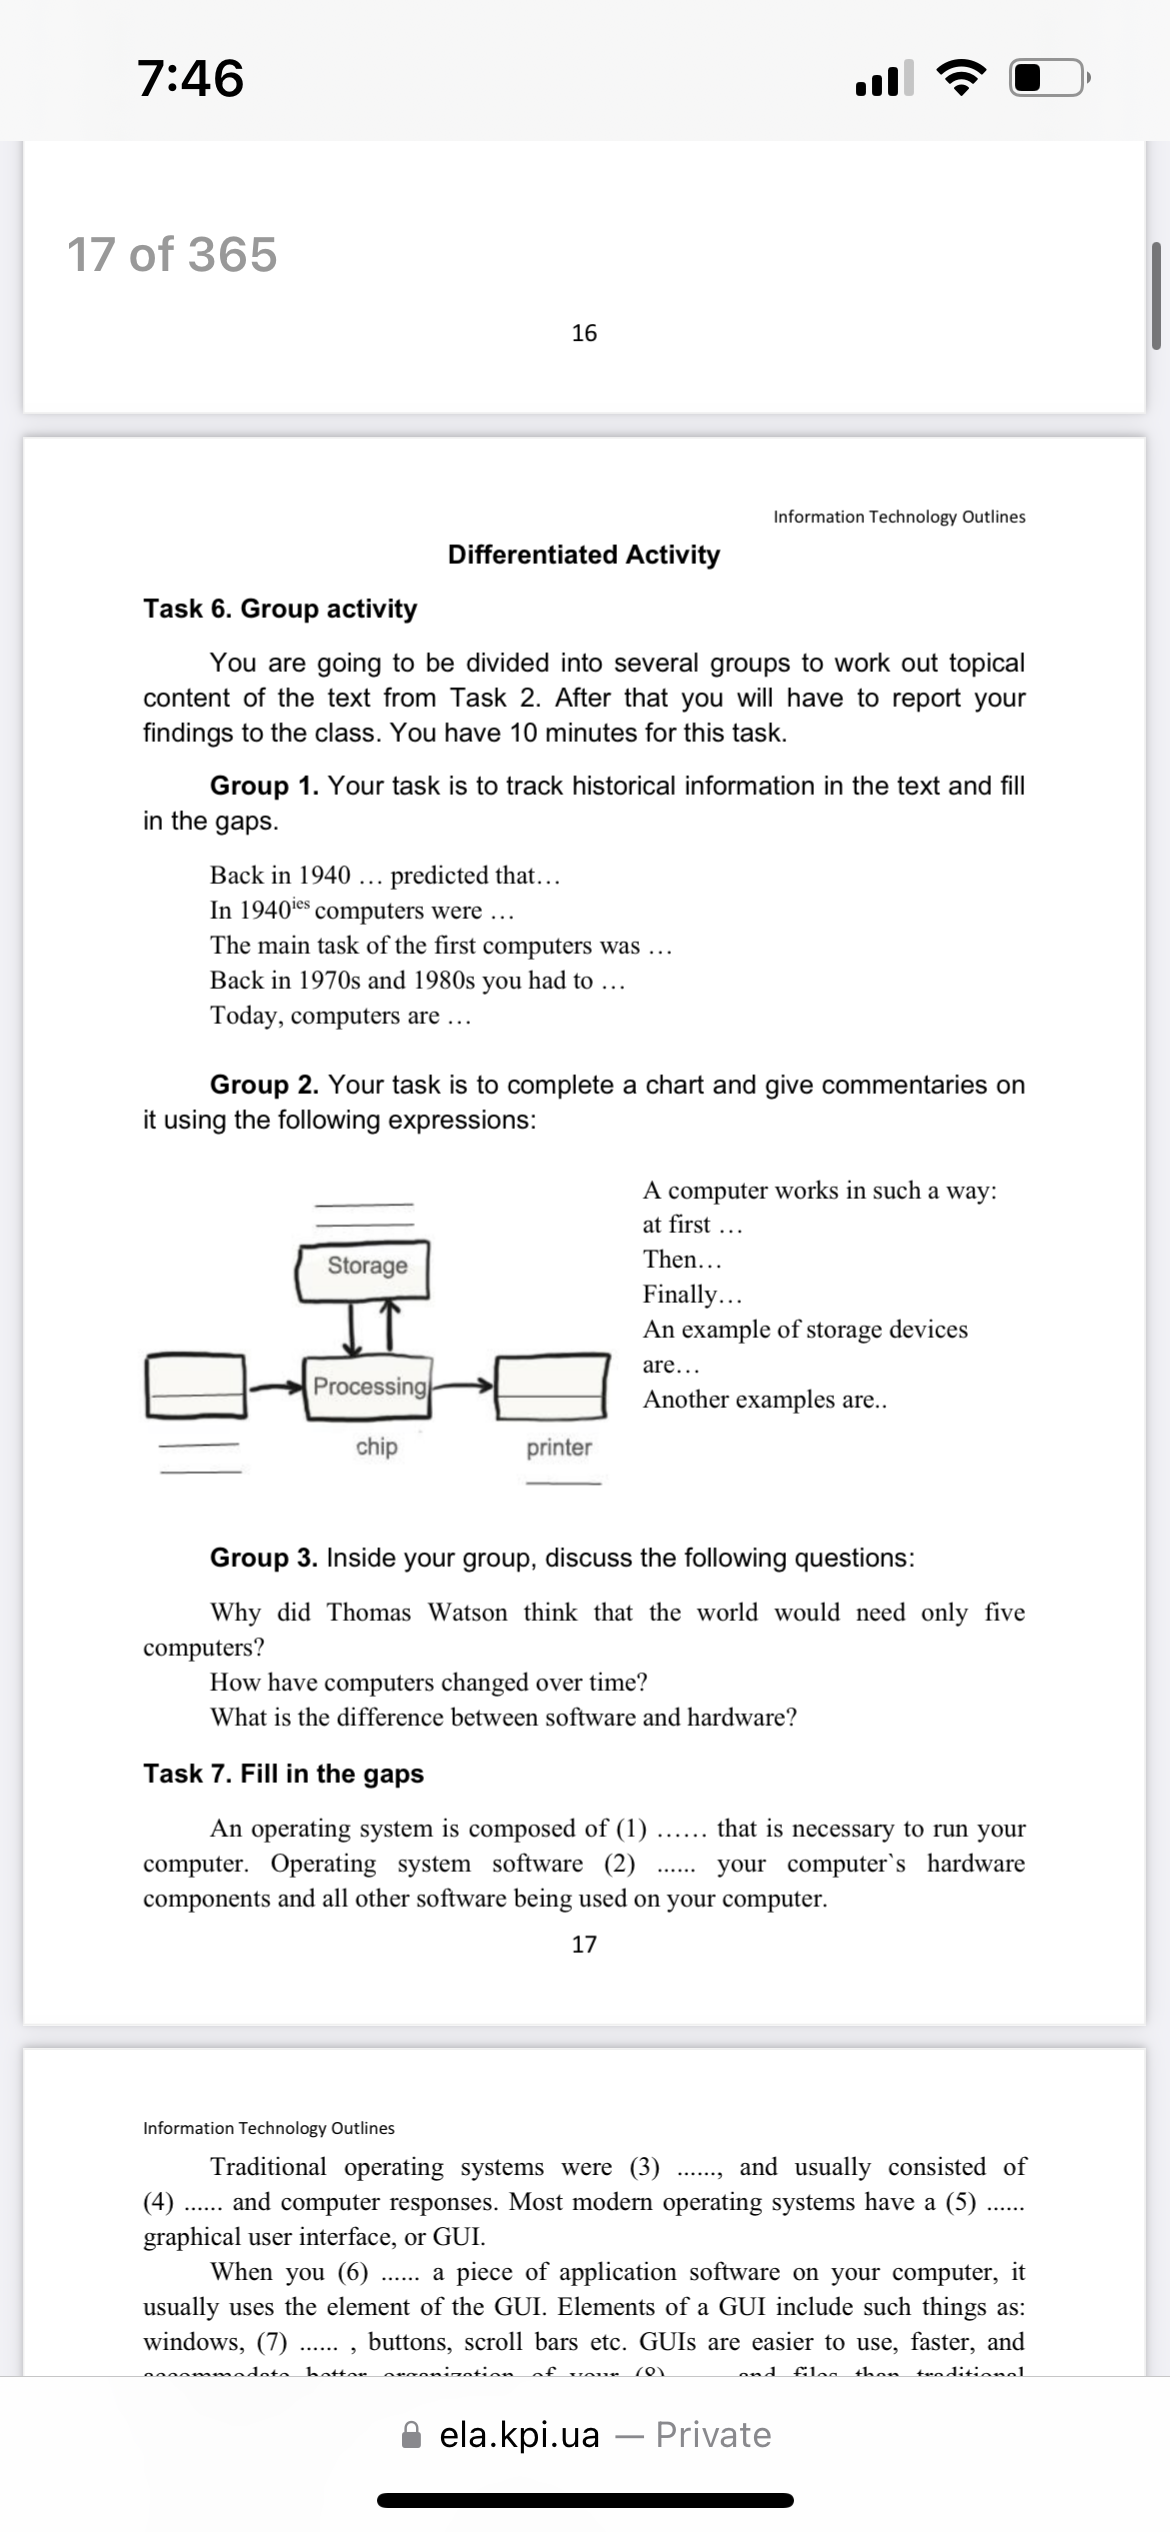 7:46
17 of 365
16
Information Technology Outlines
Differentiated Activity
Task 6. Group activity
You are going to be divided into several groups to work out topical
content of the text from Task 2. After that you will have to report your
findings to the class. You have 10 minutes for this task.
Group 1. Your task is to track historical information in the text and fill
in the gaps.
Back in 1940 … predicted that…
In 1940ies computers were …
The main task of the first computers was …
Back in 1970s and 1980s you had to …
Today, computers are …
Group 2. Your task is to complete a chart and give commentaries on
it using the following expressions:
Storage
Processing
chip
printer
A computer works in such a way:
at first …
Then…
Finally…
An example of storage devices
are…
Another examples are..
Group 3. Inside your group, discuss the following questions:
Why did Thomas Watson think that the world would need only five
computers?
How have computers changed over time?
What is the difference between software and hardware?
Task 7. Fill in the gaps
An operating system is composed of (1) …… that is necessary to run your
computer. Operating system software (2) …… your computer`s hardware
components and all other software being used on your computer.
17
Information Technology Outlines
Traditional operating systems were (3) ……, and usually consisted of
(4) …… and computer responses. Most modern operating systems have a (5) ……
graphical user interface, or GUI.
When you (6) …… a piece of application software on your computer, it
usually uses the element of the GUI. Elements of a GUI include such things as:
windows, (7) …… , buttons, scroll bars etc. GUIs are easier to use, faster, and
accommodate better organization of your (8) and files than traditional
ela.kpi.ua — Private